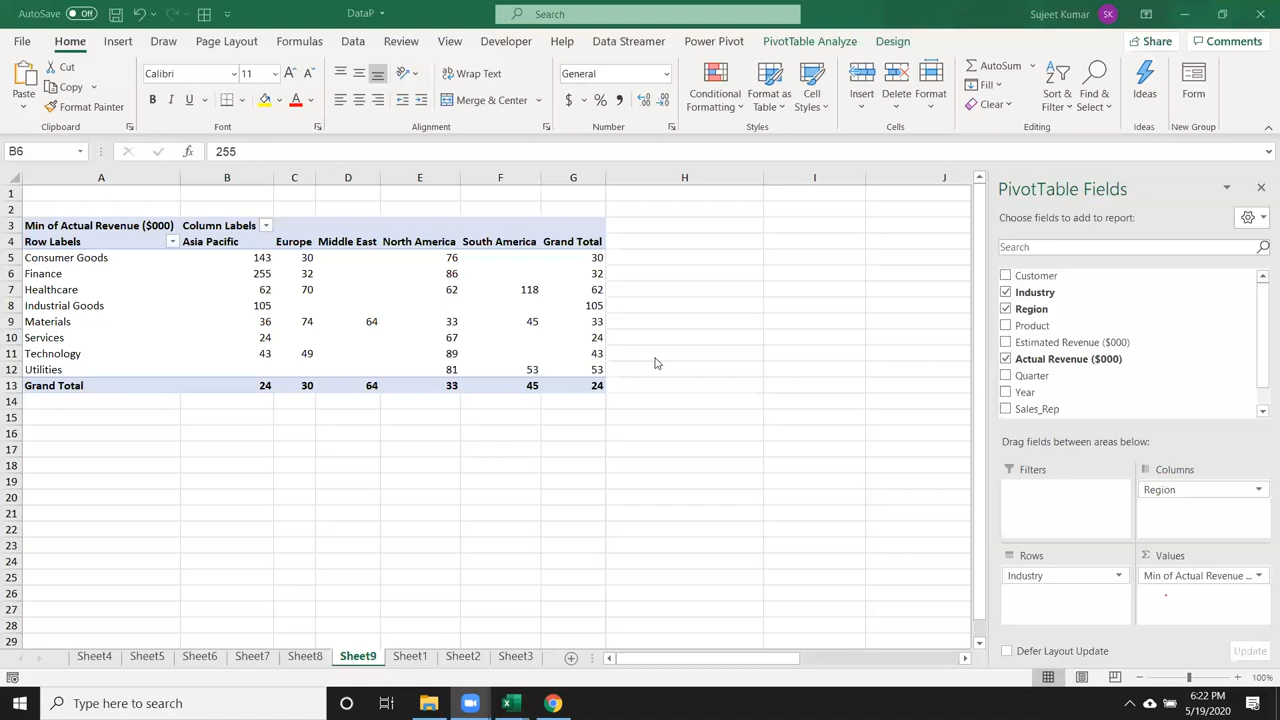 AutoSave Off DataP Search Sujeet Kumar SK
File Home Insert Draw Page Layout Formulas Data Review View Developer Help Data Streamer Power Pivot PivotTable Analyze Design Share Comments
Paste Cut Copy Format Painter Clipboard
Calibri 11 B I U Font
Wrap Text Merge & Center Alignment
General $ % Number
Conditional Formatting Format as Table Cell Styles Styles
Insert Delete Format Cells
AutoSum Fill Clear Sort & Filter Find & Select Editing
Ideas Ideas
Form New Group
B6 fx 255
A B C D E F G H I J
1
2
3 Min of Actual Revenue ($000) Column Labels
4 Row Labels Asia Pacific Europe Middle East North America South America Grand Total
5 Consumer Goods 143 30 76 30
6 Finance 255 32 86 32
7 Healthcare 62 70 62 118 62
8 Industrial Goods 105 105
9 Materials 36 74 64 33 45 33
10 Services 24 67 24
11 Technology 43 49 89 43
12 Utilities 81 53 53
13 Grand Total 24 30 64 33 45 24
14
15
16
17
18
19
20
21
22
23
24
25
26
27
28
29
PivotTable Fields
Choose fields to add to report:
Search
Customer
Industry
Region
Product
Estimated Revenue ($000)
Actual Revenue ($000)
Quarter
Year
Sales_Rep
Drag fields between areas below:
Filters Columns
Region
Rows Σ Values
Industry Min of Actual Revenue ...
Defer Layout Update Update
Sheet4 Sheet5 Sheet6 Sheet7 Sheet8 Sheet9 Sheet1 Sheet2 Sheet3
100%
Type here to search
6:22 PM
5/19/2020